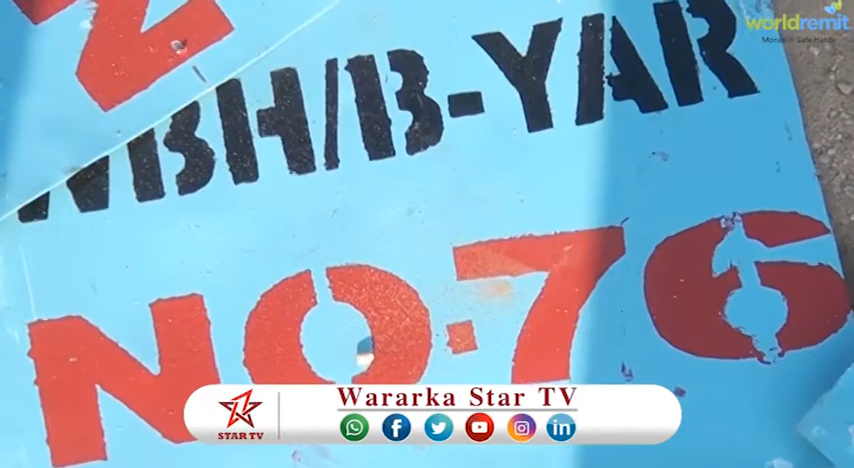 worldremit
WBH/B-YAR
NO.76
STAR TV
Wararka Star TV